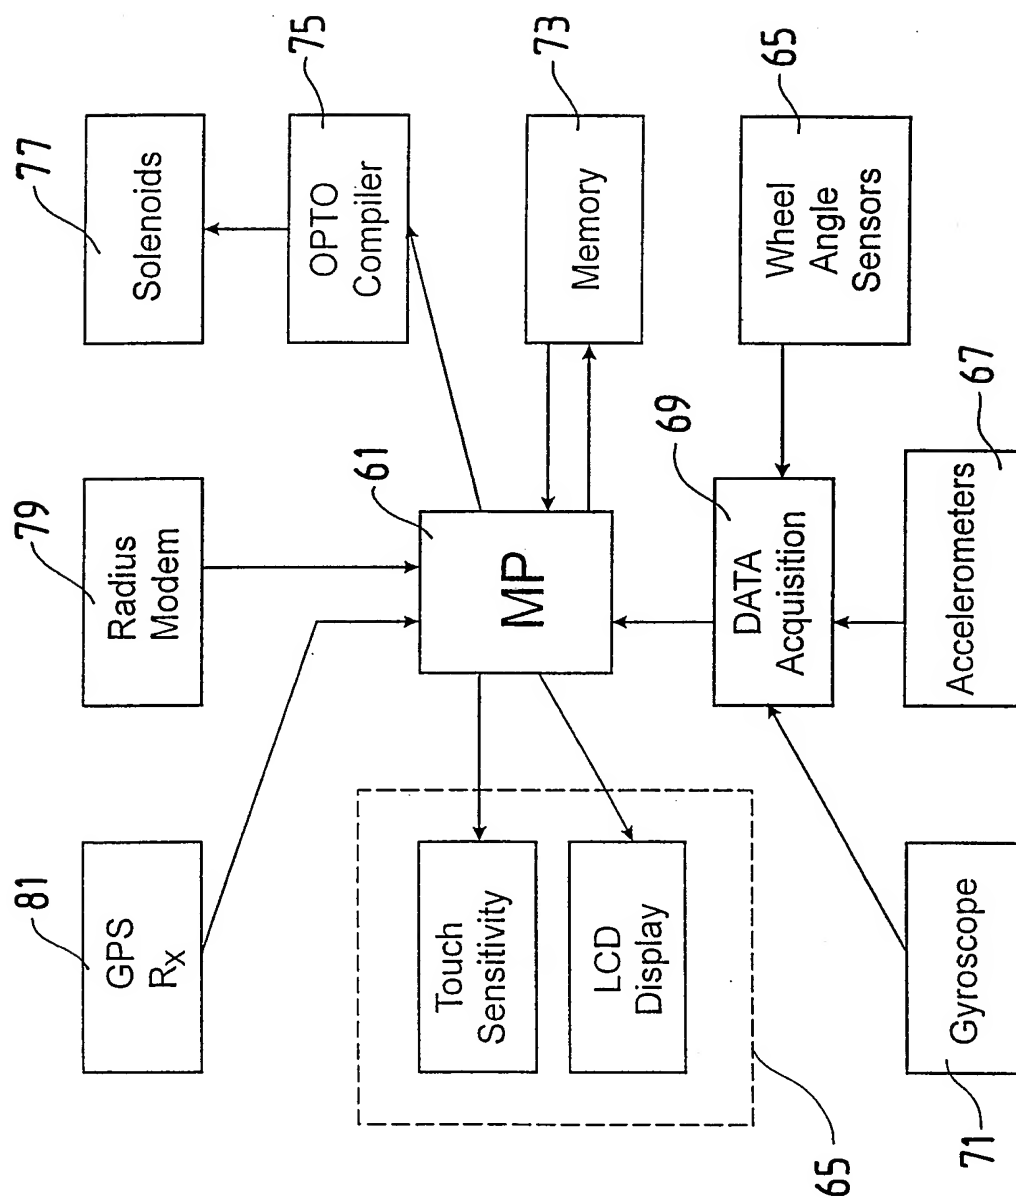 81
GPS
Rx
79
Radius
Modem
77
Solenoids
75
OPTO
Compiler
61
MP
Touch
Sensitivity
LCD
Display
65
73
Memory
69
DATA
Acquisition
65
Wheel
Angle
Sensors
71
Gyroscope
67
Accelerometers